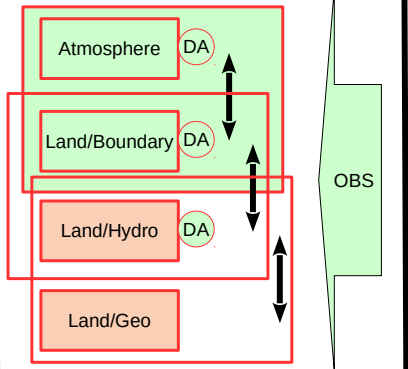 Atmosphere
DA
Land/Boundary
DA
OBS
Land/Hydro
DA
Land/Geo